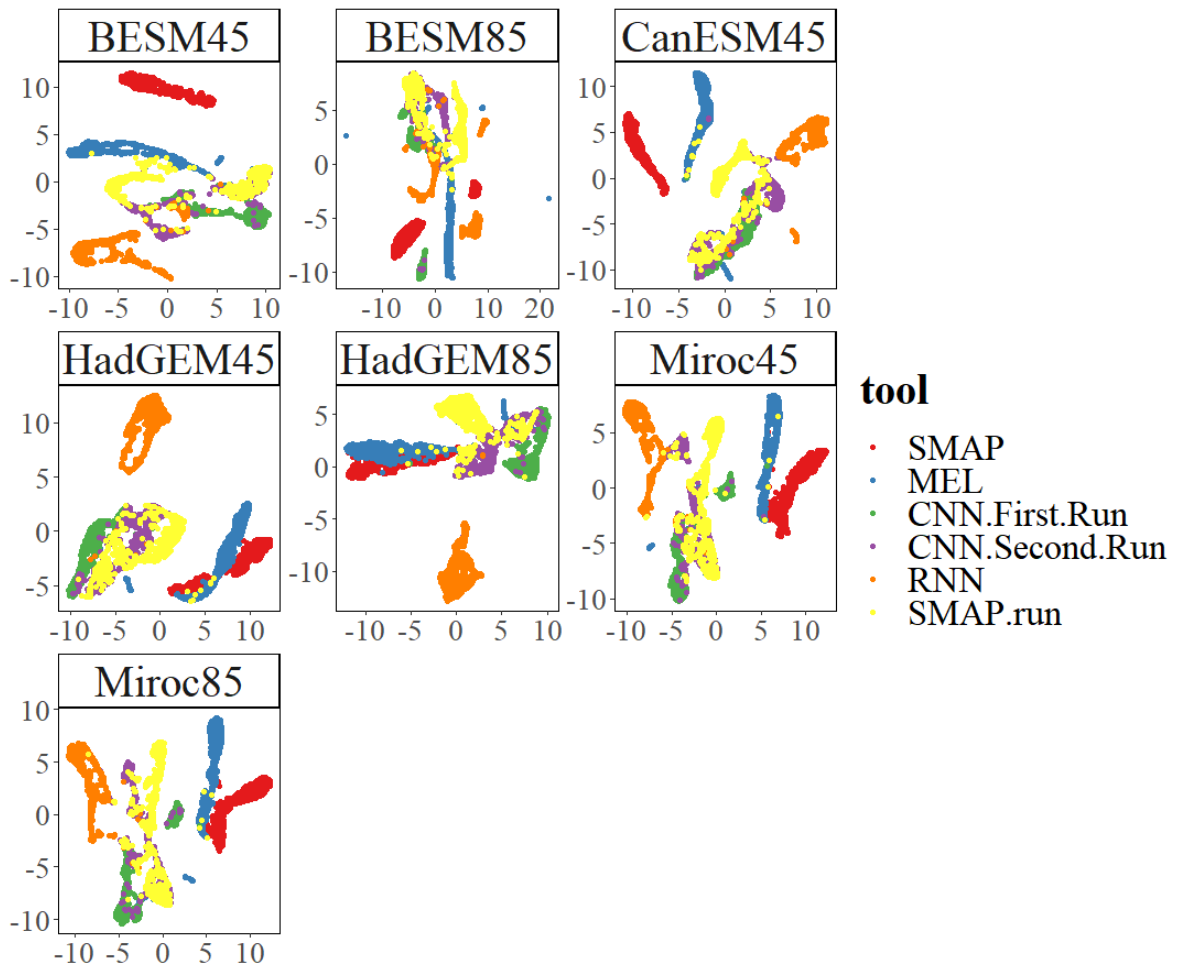 BESM45 BESM85 CanESM45
10 5 0 -5 -10
5 0 -5 -10
10 5 0 -5 -10
-10 -5 0 5 10
-10 0 10 20
-10 -5 0 5 10
HadGEM45 HadGEM85 Miroc45
10 5 0 -5
5 0 -5 -10
5 0 -5 -10
-10 -5 0 5 10
-10 -5 0 5 10
-10 -5 0 5 10
tool
SMAP
MEL
CNN.First.Run
CNN.Second.Run
RNN
SMAP.run
Miroc85
10
5
0
-5
-10
-10 -5 0 5 10